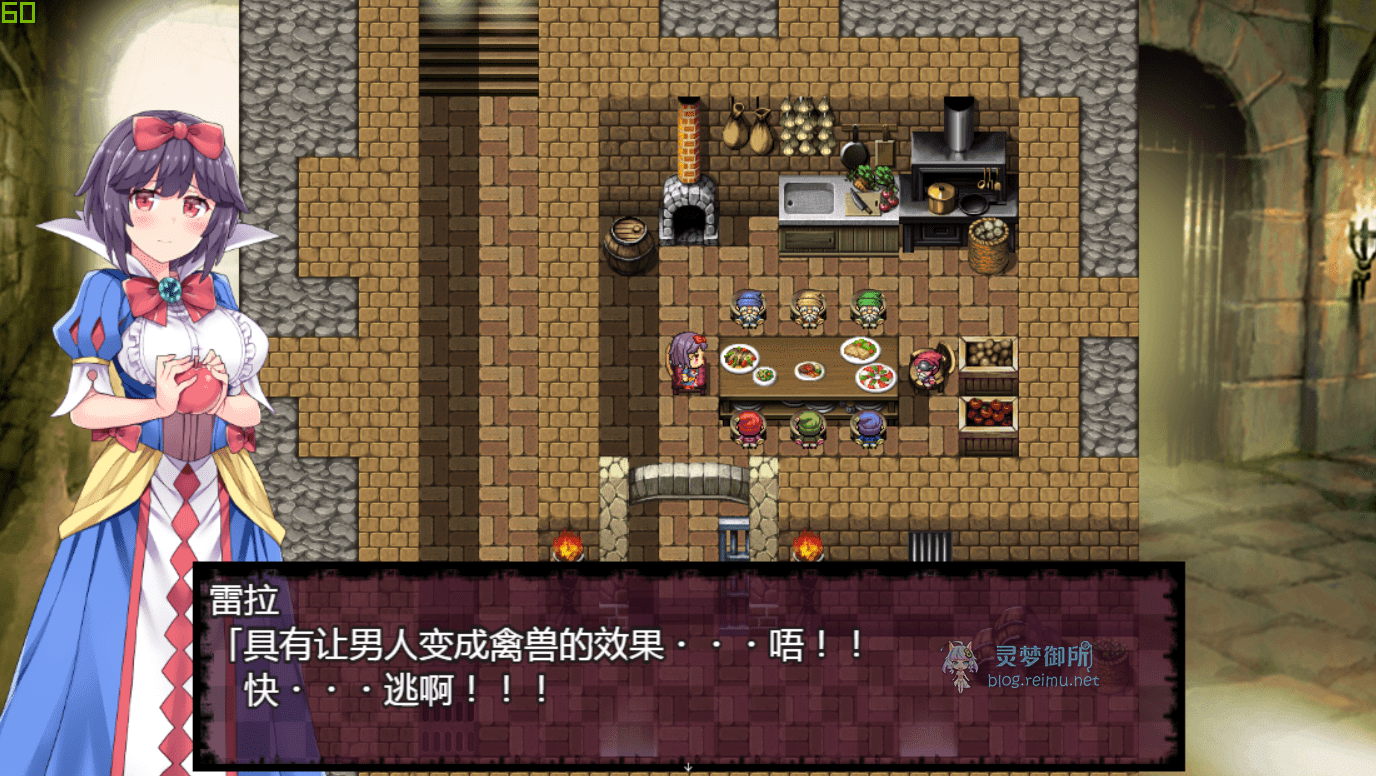 60
雷拉
「具有让男人变成禽兽的效果・・・唔！！
快・・・逃啊！！！
灵梦御所
blog.reimu.net